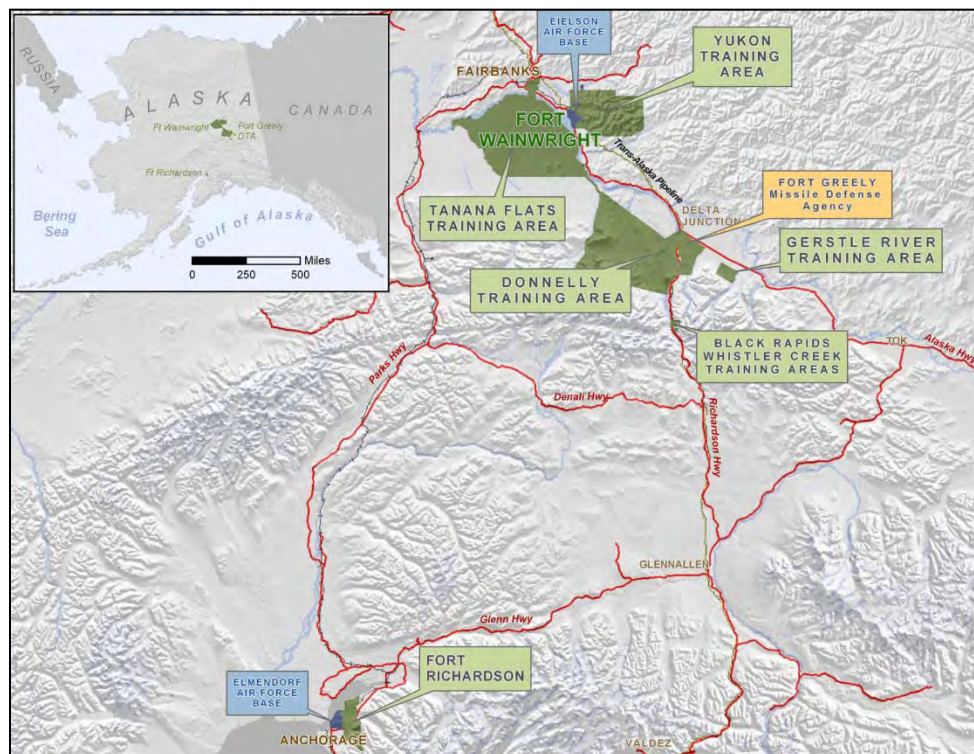 RUSSIA
ALASKA
CANADA
Ft Wainwright
Fort Greely
DTA
Ft Richardson
Bering
Sea
Gulf of Alaska
Miles
0 250 500
EIELSON
AIR FORCE
BASE
YUKON
TRAINING
AREA
FAIRBANKS
FORT
WAINWRIGHT
Trans-Alaska Pipeline
TANANA FLATS
TRAINING AREA
FORT GREELY
Missile Defense
Agency
DELTA
JUNCTION
GERSTLE RIVER
TRAINING AREA
DONNELLY
TRAINING AREA
BLACK RAPIDS
WHISTLER CREEK
TRAINING AREAS
TOK
Alaska Hwy
Parks Hwy
Denali Hwy
Richardson Hwy
GLENNALLEN
Glenn Hwy
FORT
RICHARDSON
ELMENDORF
AIR FORCE
BASE
ANCHORAGE
VALDEZ